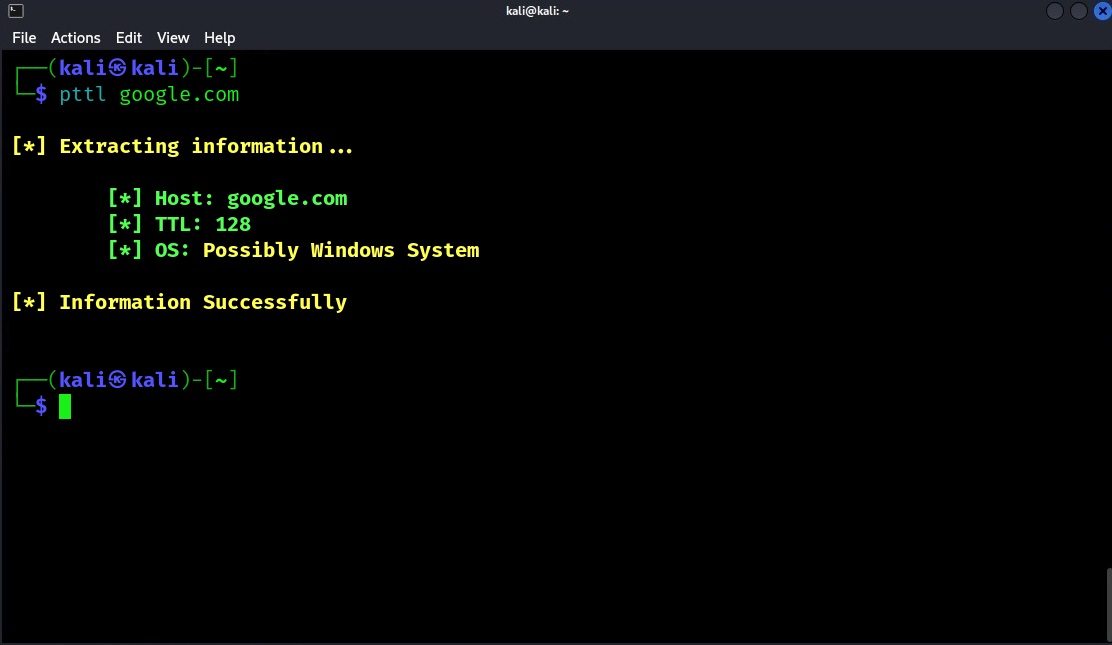 kali@kali: ~
File Actions Edit View Help
┌──(kali㉿kali)-[~]
└─$ pttl google.com
[*] Extracting information...
[*] Host: google.com
[*] TTL: 128
[*] OS: Possibly Windows System
[*] Information Successfully
┌──(kali㉿kali)-[~]
└─$